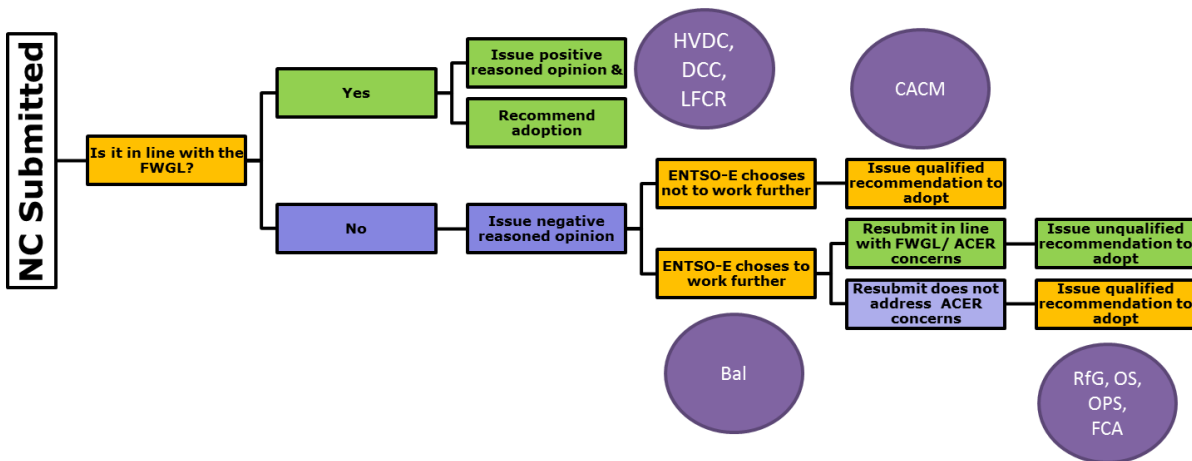 NC Submitted
Is it in line with the
FWGL?
Yes
Issue positive
reasoned opinion &
Recommend
adoption
HVDC,
DCC,
LFCR
CACM
No
Issue negative
reasoned opinion
ENTSO-E chooses
not to work further
Issue qualified
recommendation to
adopt
ENTSO-E choses to
work further
Resubmit in line
with FWGL/ ACER
concerns
Issue unqualified
recommendation to
adopt
Resubmit does not
address ACER
concerns
Issue qualified
recommendation to
adopt
Bal
RfG, OS,
OPS,
FCA